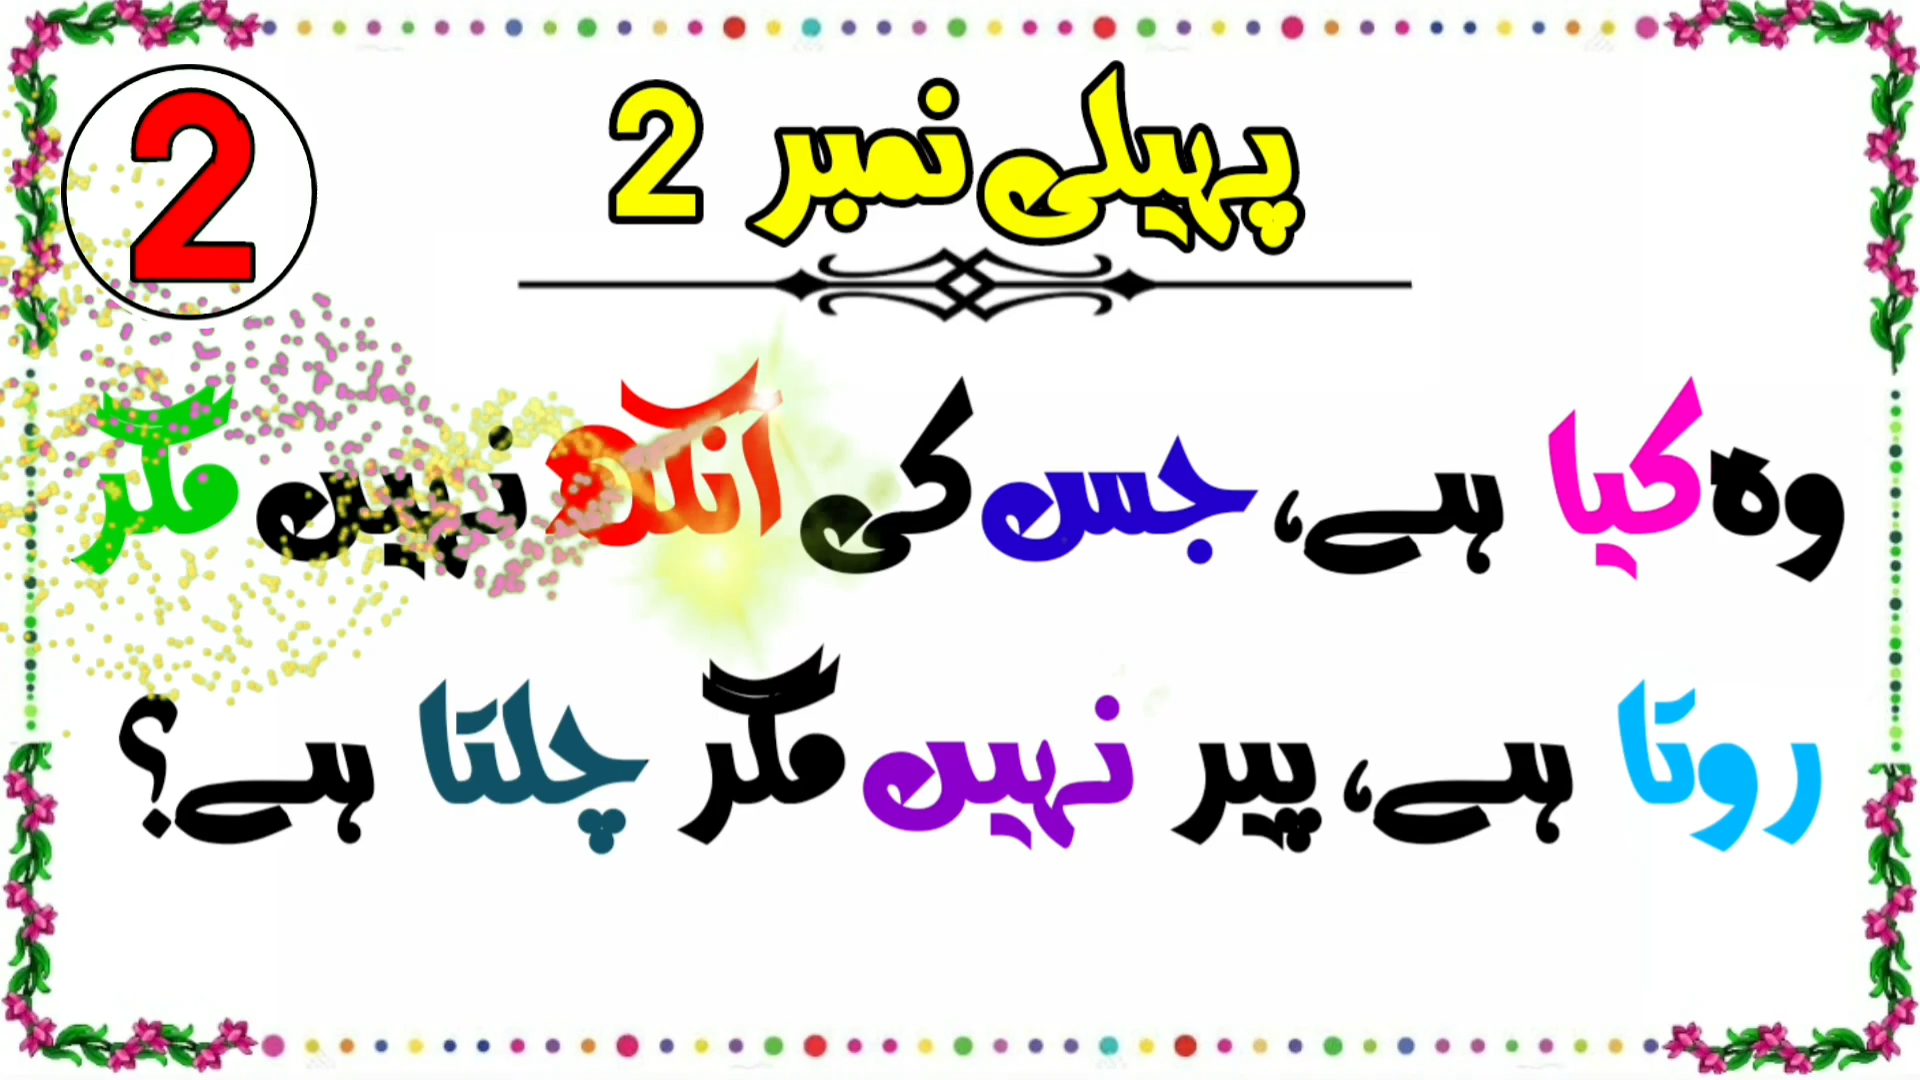 2
پہیلی نمبر 2
وہ کیا ہے، جس کی آنکھ نہیں مگر
روتا ہے، پیر نہیں مگر چلتا ہے؟